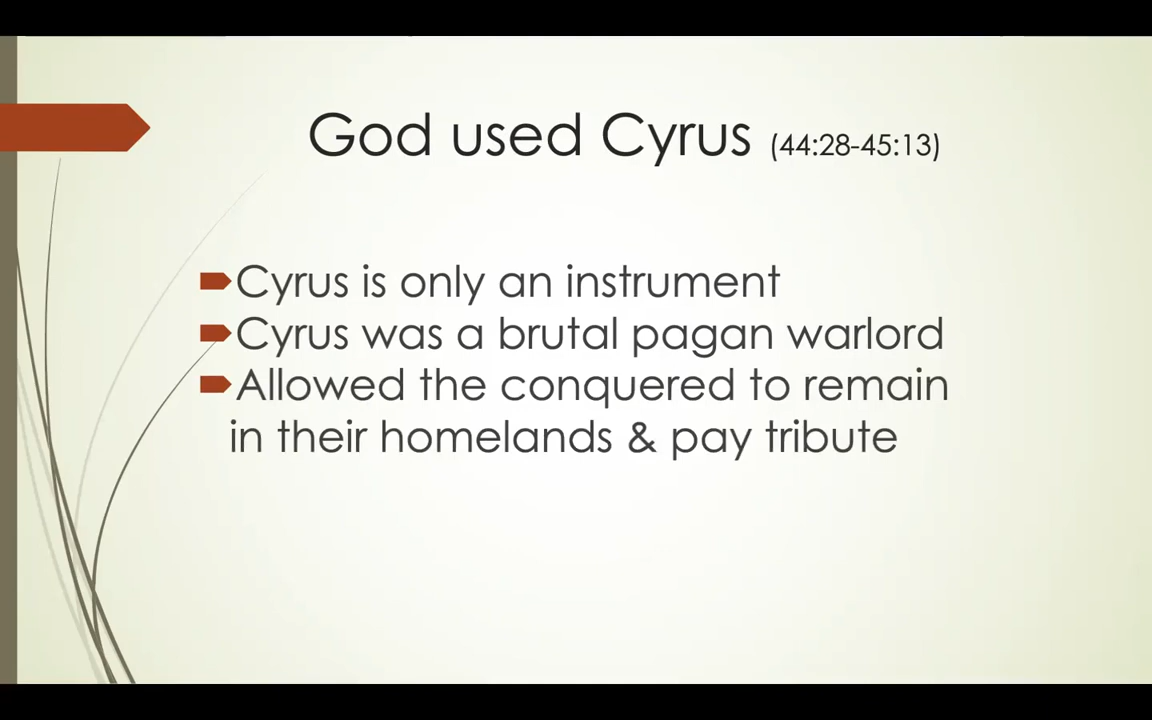 God used Cyrus (44:28-45:13)
Cyrus is only an instrument
Cyrus was a brutal pagan warlord
Allowed the conquered to remain
in their homelands & pay tribute